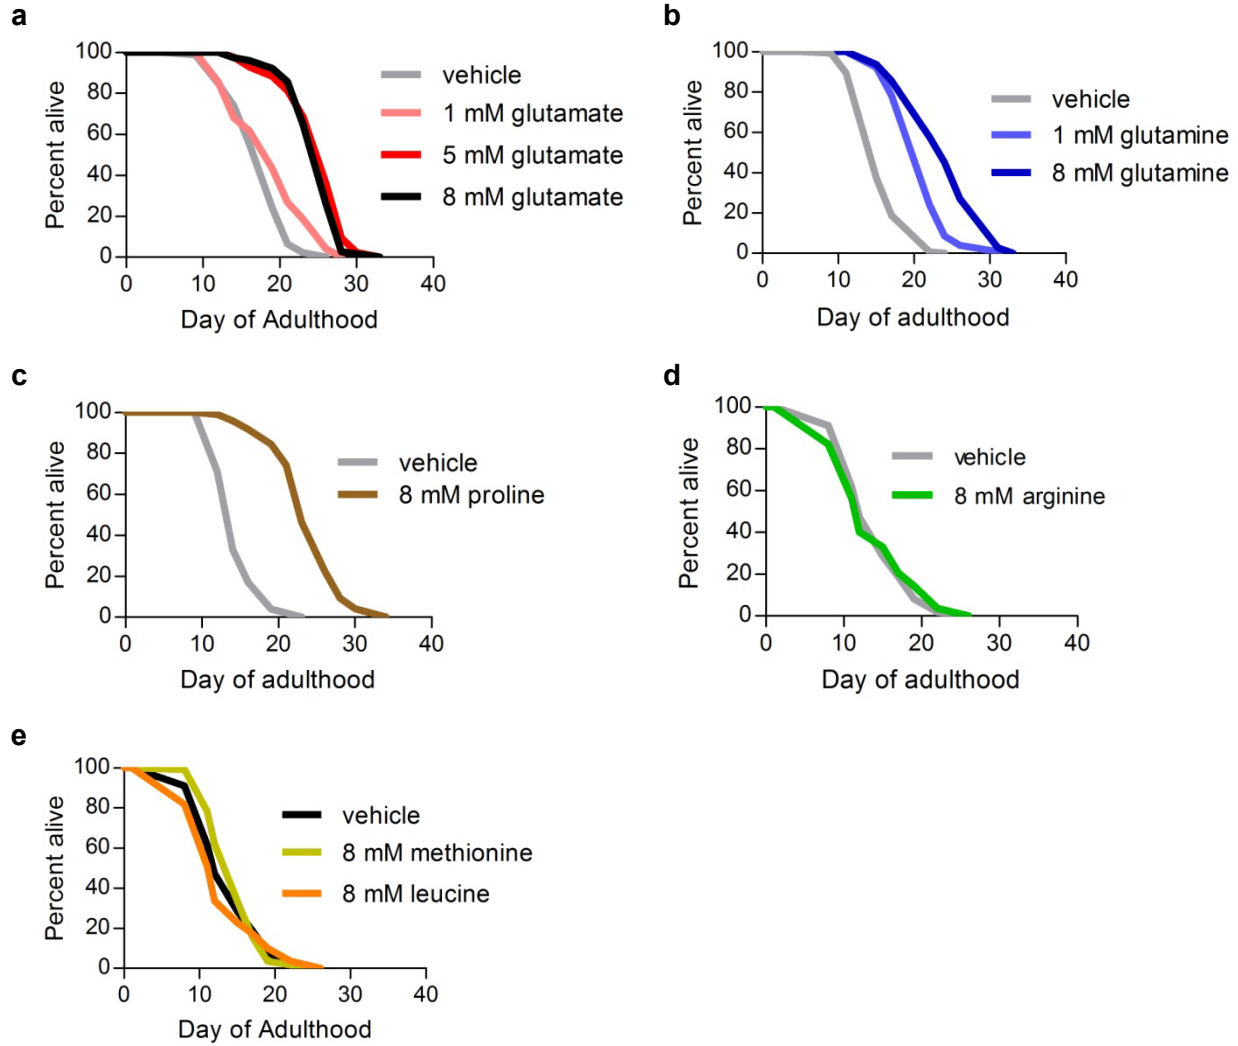 a
100
80
60
40
20
0
Percent alive
0 10 20 30 40
Day of Adulthood
vehicle
1 mM glutamate
5 mM glutamate
8 mM glutamate
b
100
80
60
40
20
0
Percent alive
0 10 20 30 40
Day of adulthood
vehicle
1 mM glutamine
8 mM glutamine
c
100
80
60
40
20
0
Percent alive
0 10 20 30 40
Day of adulthood
vehicle
8 mM proline
d
100
80
60
40
20
0
Percent alive
0 10 20 30 40
Day of adulthood
vehicle
8 mM arginine
e
100
80
60
40
20
0
Percent alive
0 10 20 30 40
Day of Adulthood
vehicle
8 mM methionine
8 mM leucine